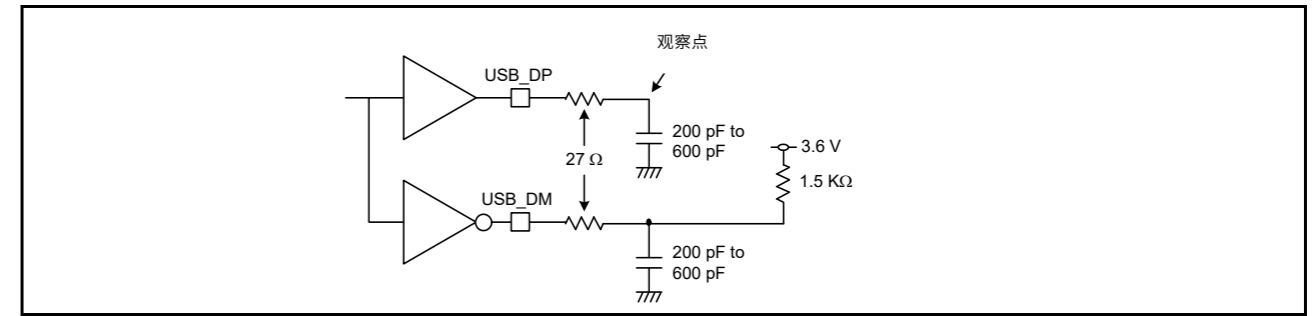 观察点
USB_DP
200 pF to
600 pF
27 Ω
3.6 V
1.5 KΩ
USB_DM
200 pF to
600 pF